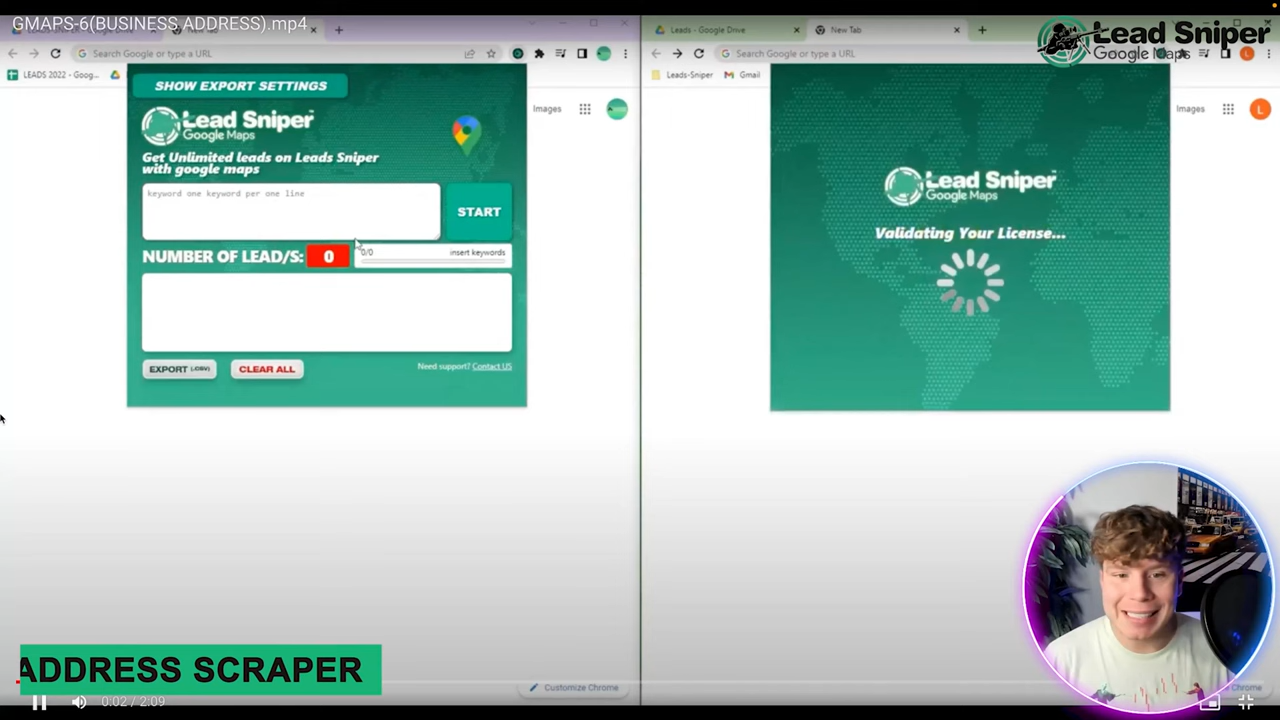 GMAPS-6(BUSINESS ADDRESS).mp4
Search Google or type a URL
LEADS 2022 - Goog...
SHOW EXPORT SETTINGS
Lead Sniper
Google Maps
Get Unlimited leads on Leads Sniper
with google maps
keyword one keyword per one line
START
NUMBER OF LEAD/S: 0
0/0 insert keywords
EXPORT (.CSV)
CLEAR ALL
Need support? Contact US
Images
Customize Chrome
Leads - Google Drive
New Tab
Search Google or type a URL
Leads-Sniper
Gmail
Images
L
L
Lead Sniper
Google Maps
Lead Sniper
Google Maps
Validating Your License...
ADDRESS SCRAPER
0:02 / 2:09
Chrome